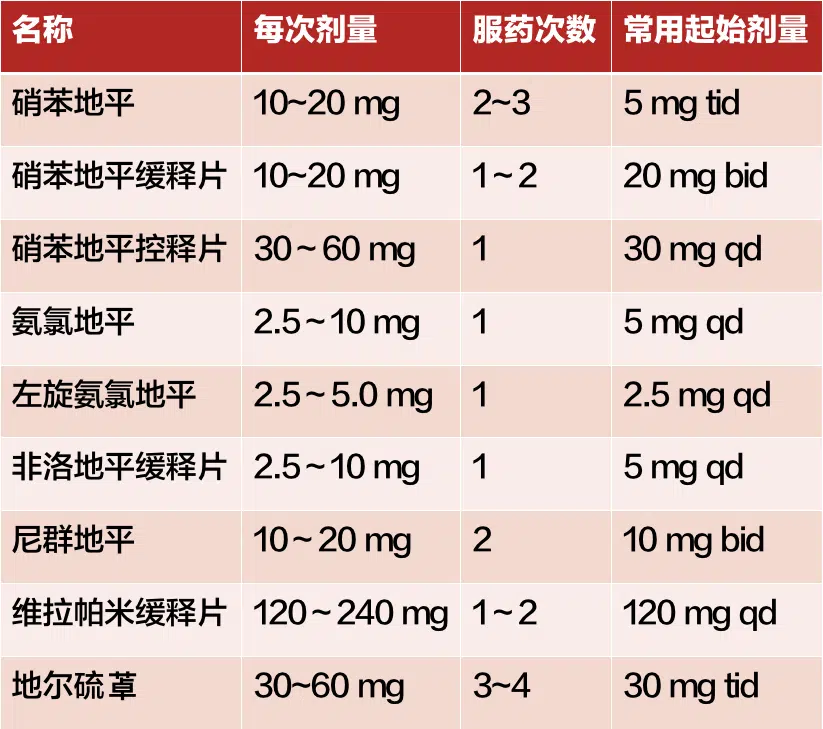 名称 每次剂量 服药次数 常用起始剂量
硝苯地平 10~20 mg 2~3 5 mg tid
硝苯地平缓释片 10~20 mg 1~2 20 mg bid
硝苯地平控释片 30~60 mg 1 30 mg qd
氨氯地平 2.5~10 mg 1 5 mg qd
左旋氨氯地平 2.5~5.0 mg 1 2.5 mg qd
非洛地平缓释片 2.5~10 mg 1 5 mg qd
尼群地平 10~20 mg 2 10 mg bid
维拉帕米缓释片 120~240 mg 1~2 120 mg qd
地尔硫䓬 30~60 mg 3~4 30 mg tid